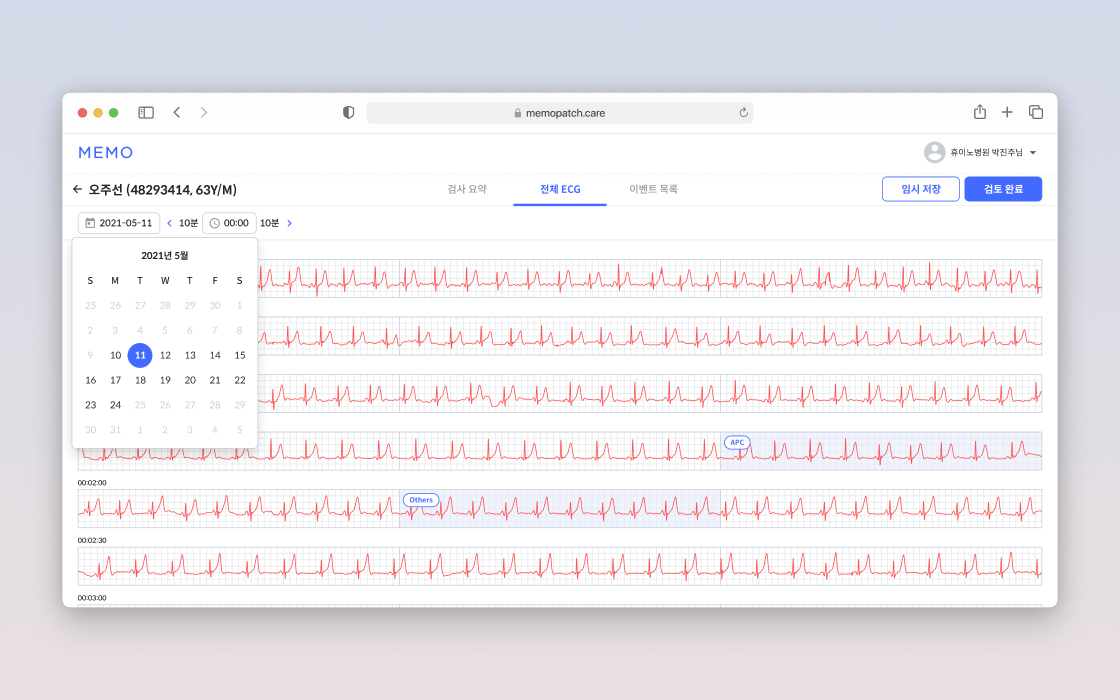 memopatch.care
MEMO
휴이노병원 박진주님
오주선 (48293414, 63Y/M)
검사 요약
전체 ECG
이벤트 목록
임시 저장
검토 완료
2021-05-11
10분
00:00
10분
2021년 5월
S M T W T F S
25 26 27 28 29 30 1
2 3 4 5 6 7 8
9 10 11 12 13 14 15
16 17 18 19 20 21 22
23 24 25 26 27 28 29
30 31 1 2 3 4 5
APC
00:02:00
Others
00:02:30
00:03:00